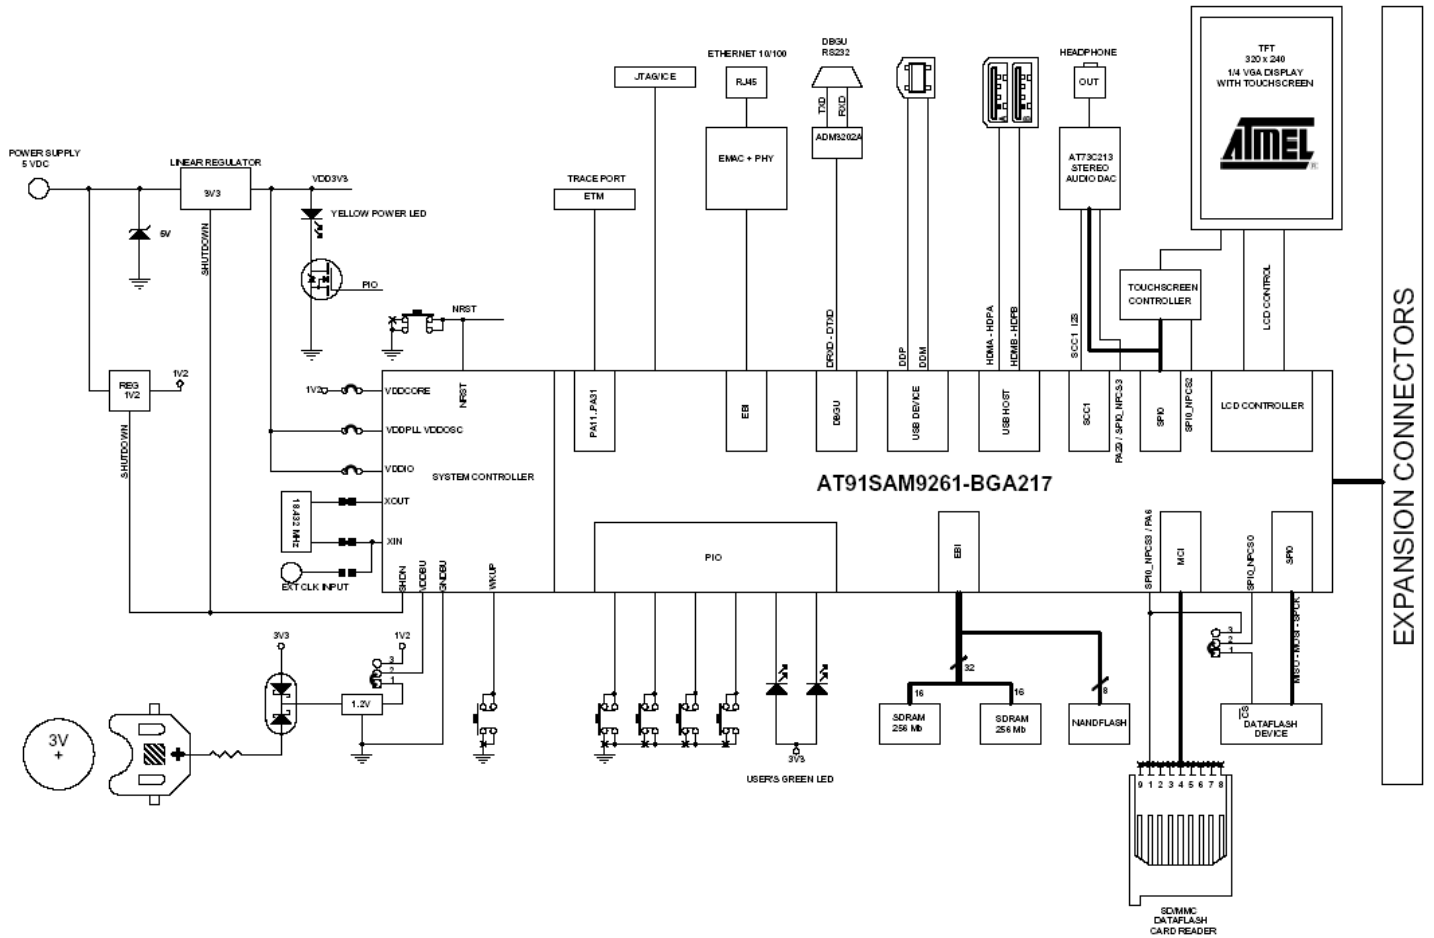 POWER SUPPLY
5 VDC
LINEAR REGULATOR
3V3
VDD3V3
YELLOW POWER LED
5V
SHUTDOWN
PIO
REG
1V2
1V2
SHUTDOWN
NRST
JTAG/ICE
TRACE PORT
ETM
ETHERNET 10/100
RJ45
EMAC + PHY
DBGU
RS232
TXD
RXD
ADM3202A
DRXD - DTXD
DDP
DDM
A
B
HDMA - HDPA
HDMB - HDPB
HEADPHONE
OUT
AT73C213
STEREO
AUDIO DAC
SCC1 I2S
TFT
320 x 240
1/4 VGA DISPLAY
WITH TOUCHSCREEN
ATMEL
®
TOUCHSCREEN
CONTROLLER
LCD CONTROL
EXPANSION CONNECTORS
1V2
VDDCORE
VDDPLL VDDOSC
VDDIO
XOUT
XIN
18.432 MHz
EXT CLK INPUT
NRST
SYSTEM CONTROLLER
SHDN
VDDBU
GNDBU
WKUP
PA11..PA31
EBI
DBGU
USB DEVICE
USB HOST
SCC1
PA29 / SPI0_NPCS3
SPI0
SPI0_NPCS2
LCD CONTROLLER
AT91SAM9261-BGA217
PIO
EBI
SPI0_NPCS3 / PA6
MCI
SPI0_NPCS0
SPI0
MISO - MOSI - SPCK
3V3
1V2
3
2
1
1.2V
3V
+
+
3V3
USER'S GREEN LED
32
16
16
8
SDRAM
256 Mb
SDRAM
256 Mb
NANDFLASH
3
2
1
CS
DATAFLASH
DEVICE
9 1 2 3 4 5 6 7 8
SD/MMC
DATAFLASH
CARD READER